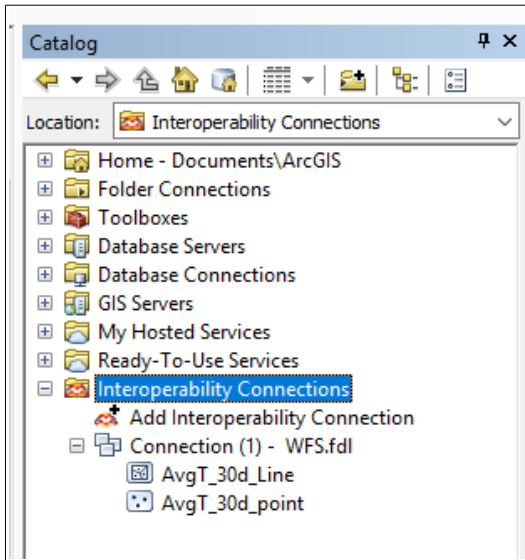 Catalog
Location: Interoperability Connections
Home - Documents\ArcGIS
Folder Connections
Toolboxes
Database Servers
Database Connections
GIS Servers
My Hosted Services
Ready-To-Use Services
Interoperability Connections
Add Interoperability Connection
Connection (1) - WFS.fdl
AvgT_30d_Line
AvgT_30d_point